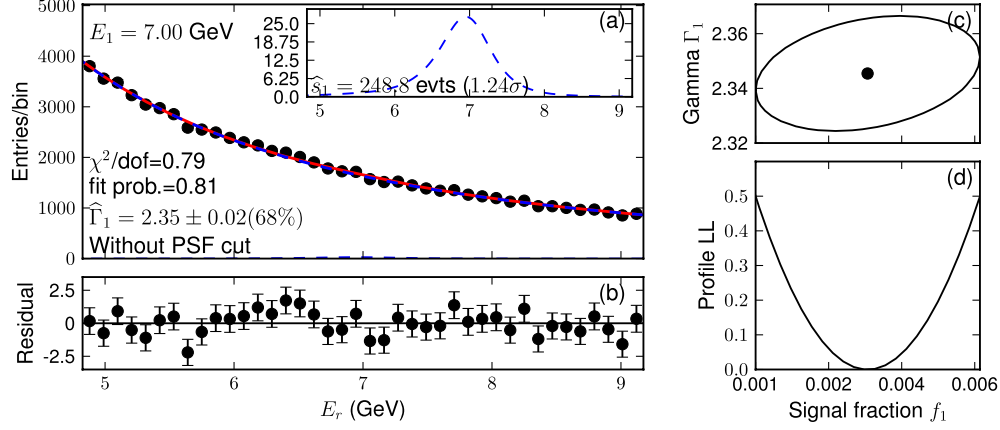 5000
4000
3000
2000
1000
0
Entries/bin
E₁ = 7.00 GeV
(a)
25.0
18.75
12.5
6.25
0.0
ŝ₁ = 248.8 evts (1.24σ)
5 6 7 8 9
χ²/dof=0.79
fit prob.=0.81
Γ̂₁ = 2.35 ± 0.02(68%)
Without PSF cut
(b)
2.5
0
-2.5
Residual
5 6 7 8 9
E_r (GeV)
(c)
2.36
2.34
2.32
Gamma Γ₁
(d)
0.5
0.4
0.3
0.2
0.1
0.0
Profile LL
0.001 0.002 0.004 0.006
Signal fraction f₁